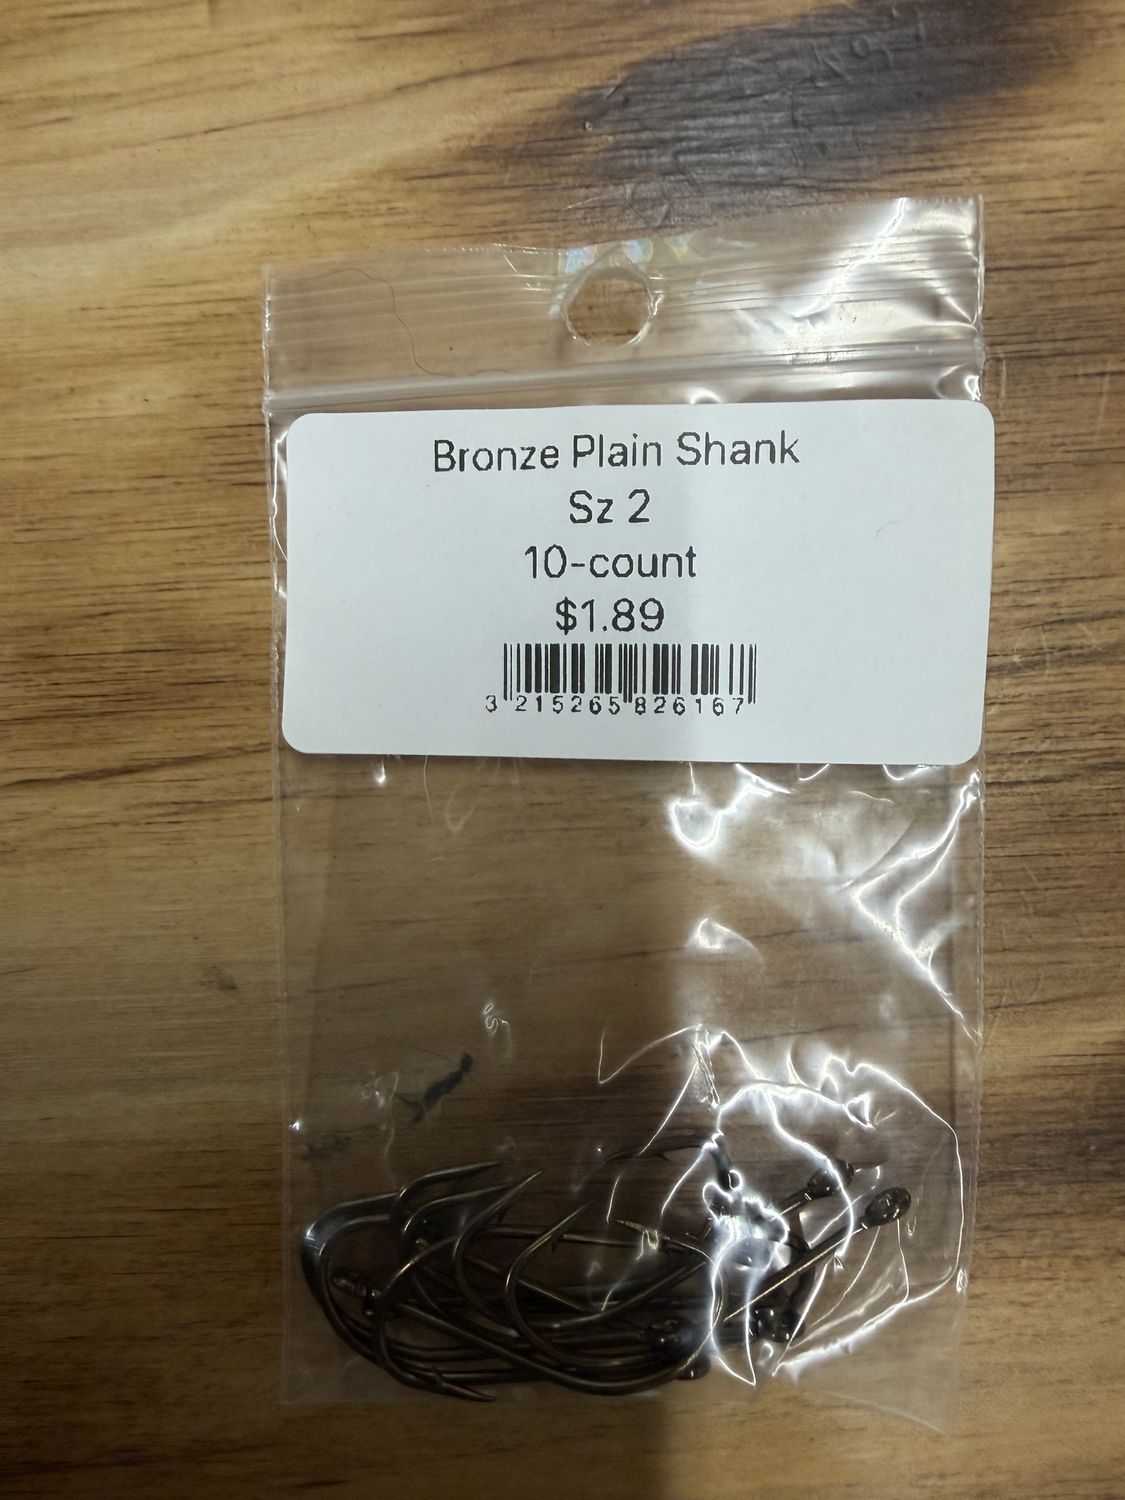 Bronze Plain Shank
Sz 2
10-count
$1.89
3 215265 826167